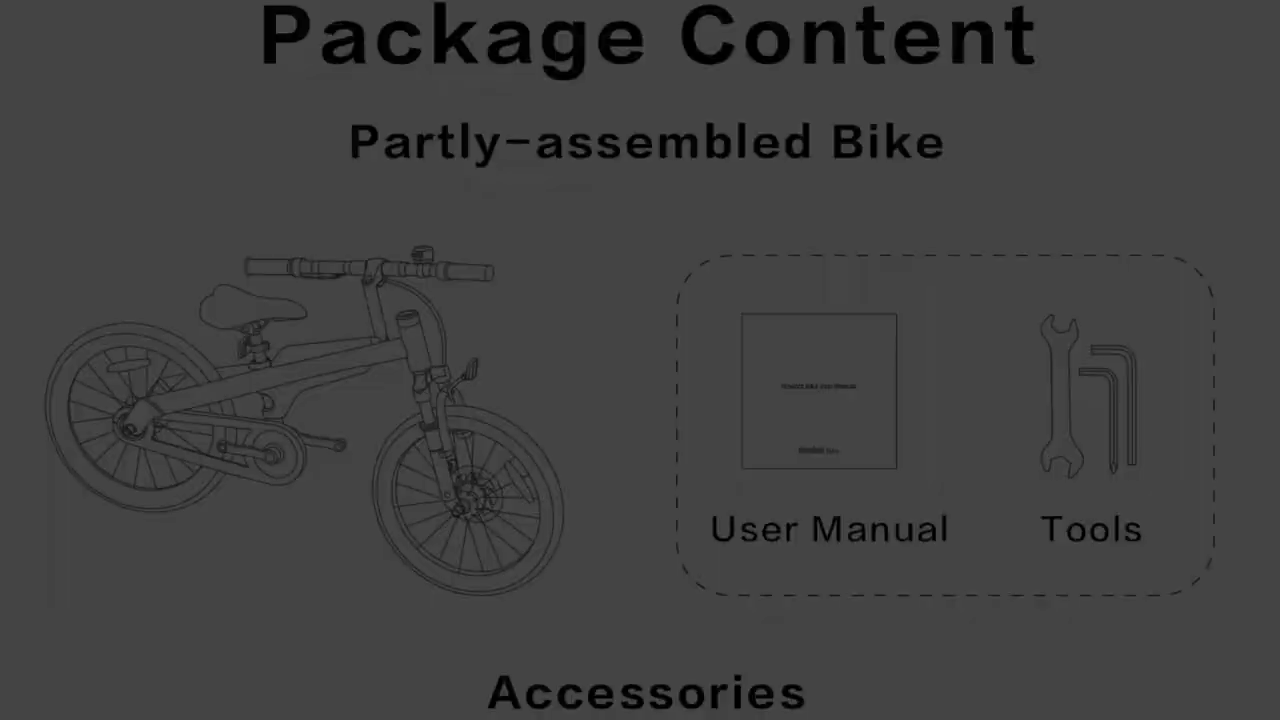 Package Content
Partly-assembled Bike
User Manual
Tools
Accessories